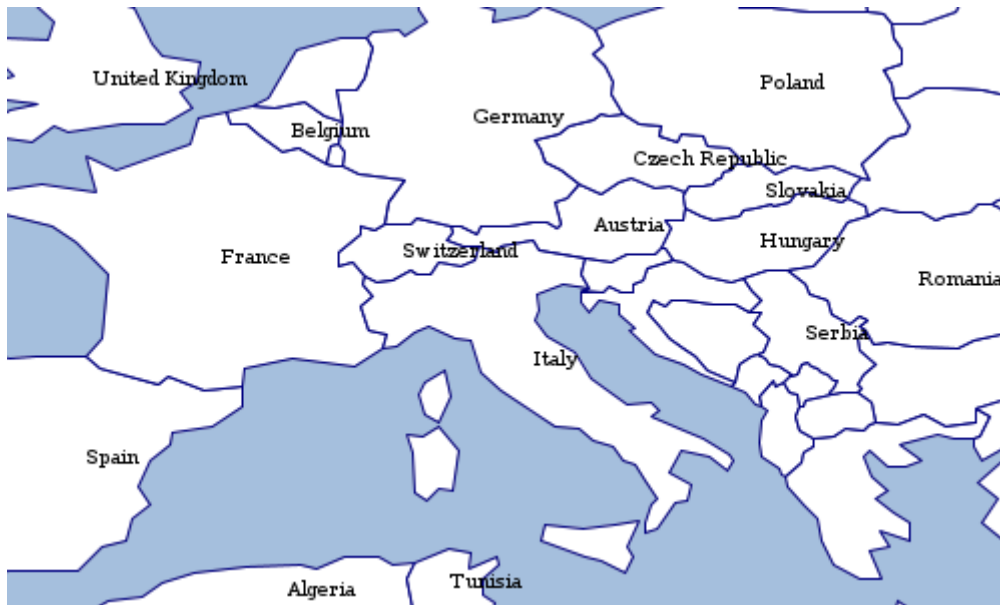 United Kingdom
Poland
Germany
Belgium
Czech Republic
Slovakia
Austria
Hungary
Switzerland
France
Romania
Serbia
Italy
Spain
Tunisia
Algeria